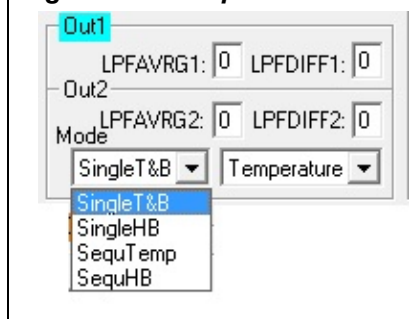 Out1
LPFAVRG1: 0 LPFDIFF1: 0
Out2
LPFAVRG2: 0 LPFDIFF2: 0
Mode
SingleT&B Temperature
SingleT&B
SingleHB
SequTemp
SequHB